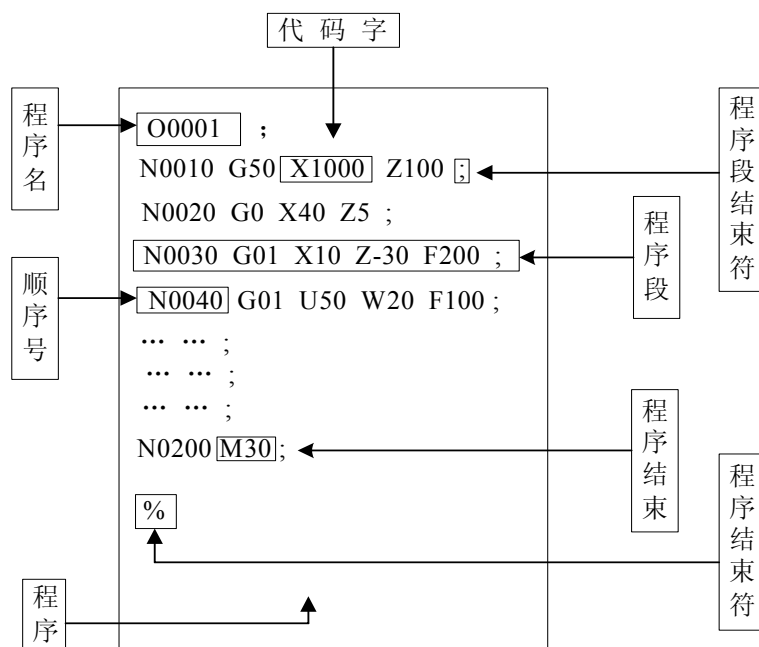 代码字
程序名
O0001 ;
N0010 G50 X1000 Z100 ;
程序段结束符
N0020 G0 X40 Z5 ;
N0030 G01 X10 Z-30 F200 ;
程序段
顺序号
N0040 G01 U50 W20 F100 ;
··· ··· ;
··· ··· ;
··· ··· ;
N0200 M30 ;
程序结束
%
程序结束符
程序